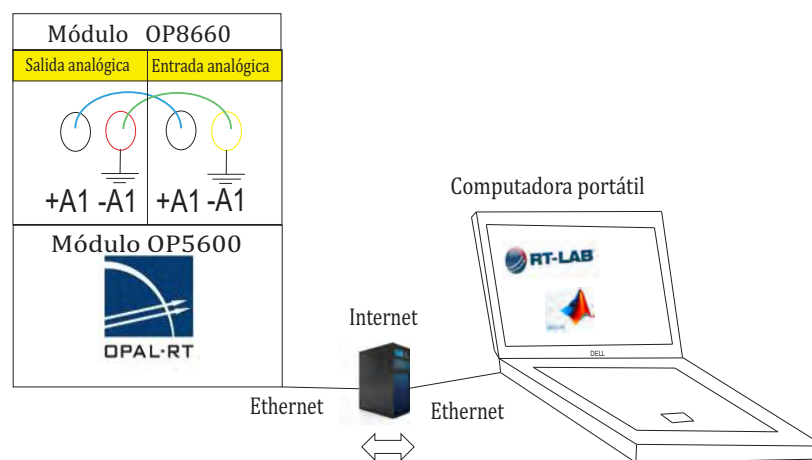 Módulo OP8660
Salida analógica Entrada analógica
+A1 -A1 +A1 -A1
Módulo OP5600
OPAL-RT
Computadora portátil
RT-LAB
DELL
Internet
Ethernet
Ethernet